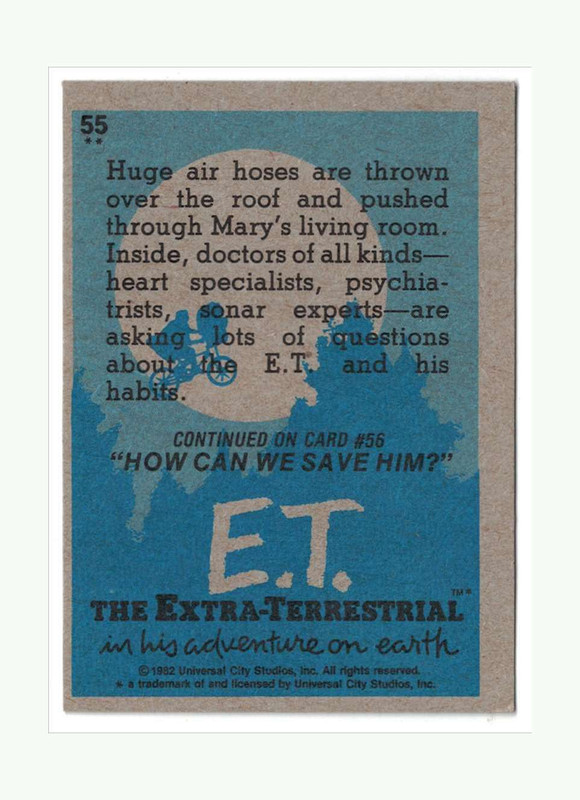 55
**
Huge air hoses are thrown
over the roof and pushed
through Mary's living room.
Inside, doctors of all kinds—
heart specialists, psychia-
trists, sonar experts—are
asking lots of questions
about the E.T. and his
habits.
CONTINUED ON CARD #56
"HOW CAN WE SAVE HIM?"
E.T.
THE EXTRA-TERRESTRIAL™*
in his adventure on earth
©1982 Universal City Studios, Inc. All rights reserved.
* a trademark of and licensed by Universal City Studios, Inc.